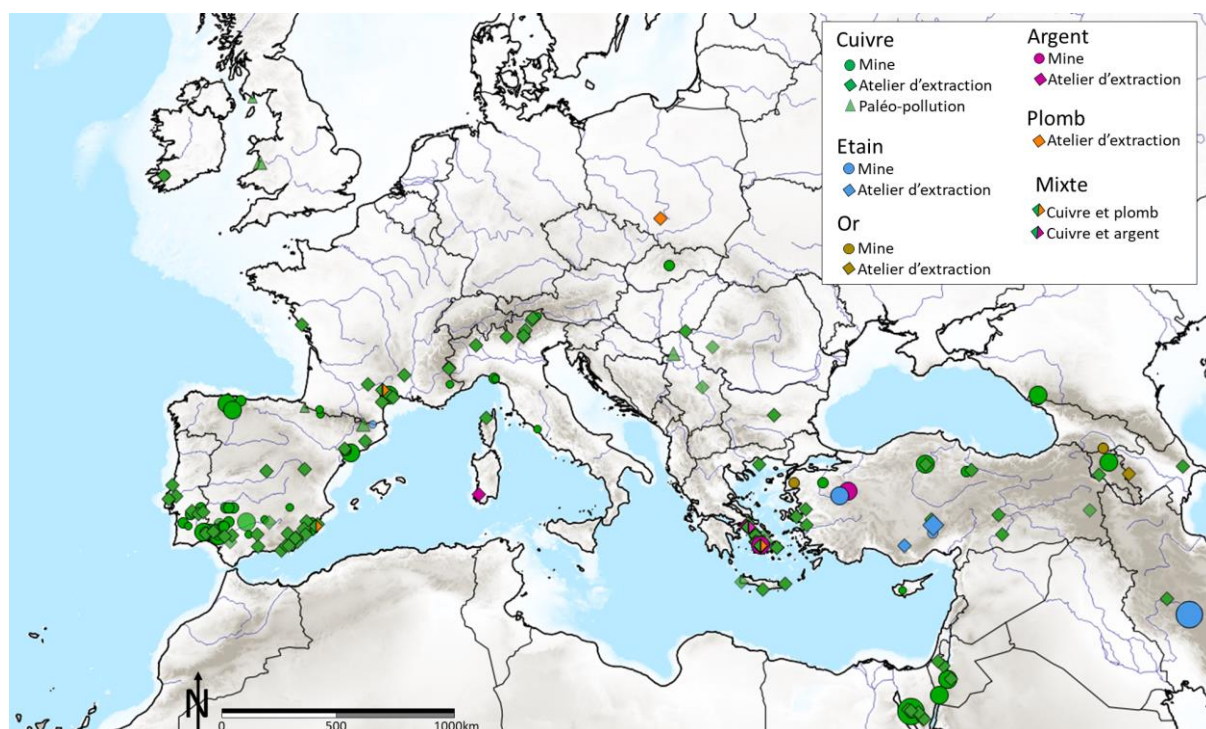 Cuivre
Mine
Atelier d'extraction
Paléo-pollution
Etain
Mine
Atelier d'extraction
Or
Mine
Atelier d'extraction
Argent
Mine
Atelier d'extraction
Plomb
Atelier d'extraction
Mixte
Cuivre et plomb
Cuivre et argent
N
0 500 1000km